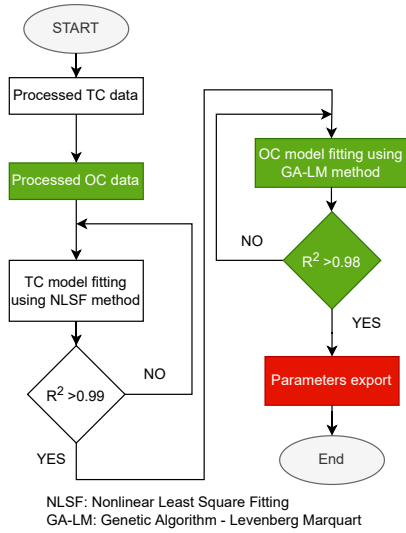 START
Processed TC data
Processed OC data
TC model fitting
using NLSF method
R² >0.99
NO
YES
OC model fitting using
GA-LM method
R² >0.98
NO
YES
Parameters export
End
NLSF: Nonlinear Least Square Fitting
GA-LM: Genetic Algorithm - Levenberg Marquart